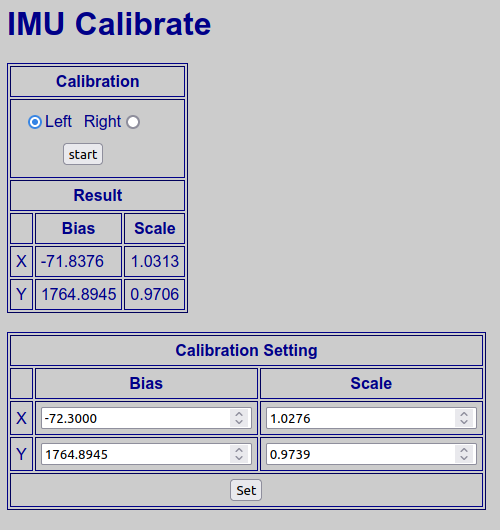 IMU Calibrate
Calibration
Left Right
start
Result
Bias Scale
X -71.8376 1.0313
Y 1764.8945 0.9706
Calibration Setting
Bias Scale
X -72.3000 1.0276
Y 1764.8945 0.9739
Set